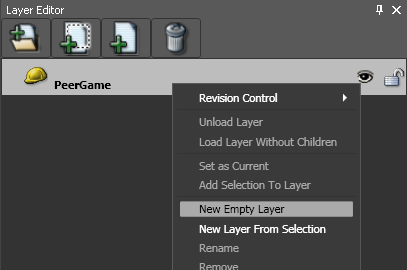 Layer Editor
PeerGame
Revision Control
Unload Layer
Load Layer Without Children
Set as Current
Add Selection To Layer
New Empty Layer
New Layer From Selection
Rename
Remove